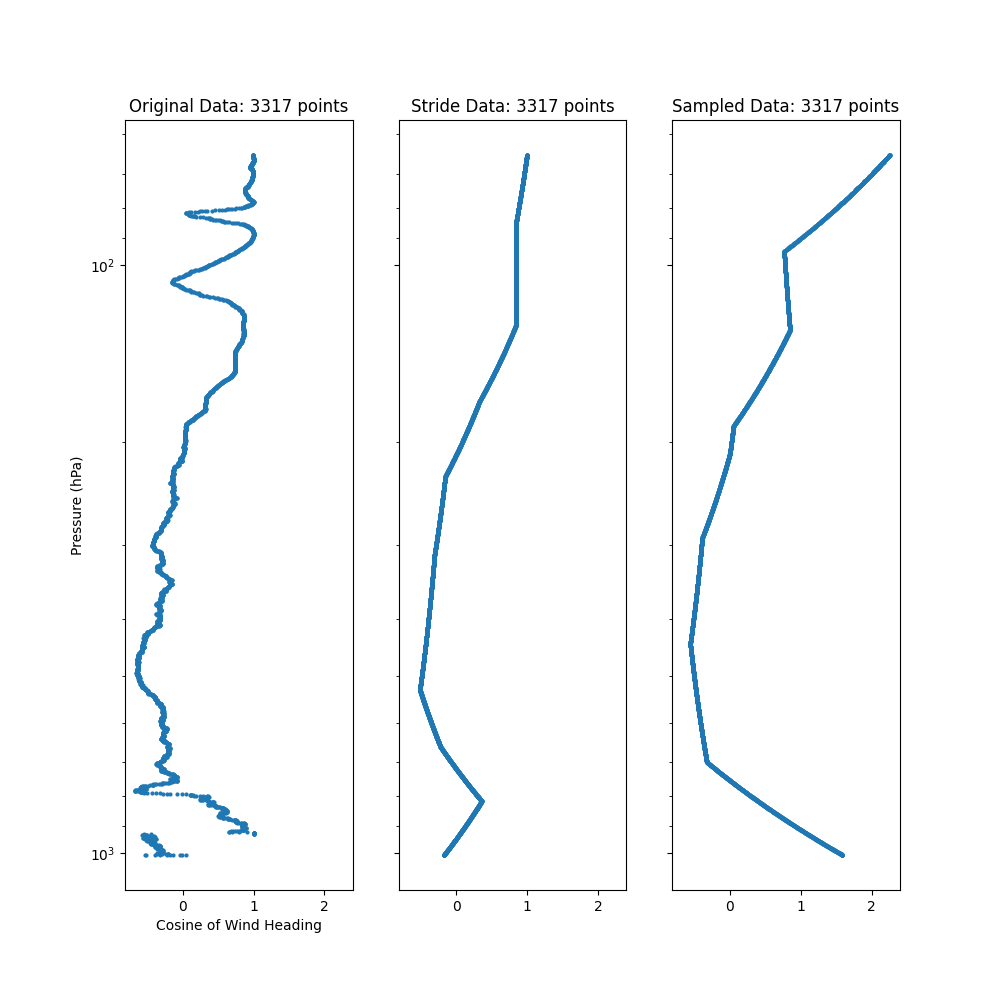 Original Data: 3317 points
Stride Data: 3317 points
Sampled Data: 3317 points
Pressure (hPa)
10²
10³
0 1 2
0 1 2
0 1 2
Cosine of Wind Heading